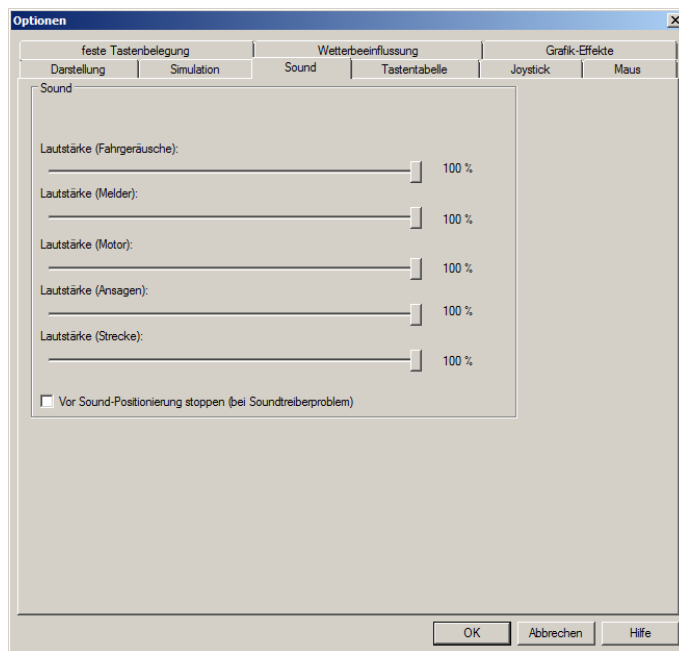 Optionen
feste Tastenbelegung Wetterbeeinflussung Grafik-Effekte
Darstellung Simulation Sound Tastentabelle Joystick Maus
Sound
Lautstärke (Fahrgeräusche):
100 %
Lautstärke (Melder):
100 %
Lautstärke (Motor):
100 %
Lautstärke (Ansagen):
100 %
Lautstärke (Strecke):
100 %
Vor Sound-Positionierung stoppen (bei Soundtreiberproblem)
OK Abbrechen Hilfe